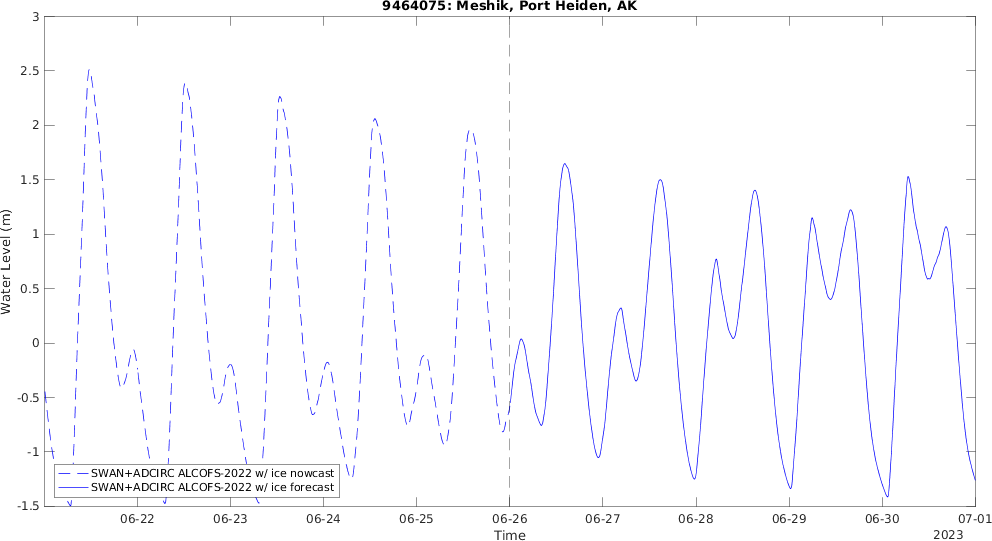 9464075: Meshik, Port Heiden, AK
3
2.5
2
1.5
1
0.5
0
-0.5
-1
-1.5
Water Level (m)
SWAN+ADCIRC ALCOFS-2022 w/ ice nowcast
SWAN+ADCIRC ALCOFS-2022 w/ ice forecast
06-22 06-23 06-24 06-25 06-26 06-27 06-28 06-29 06-30 07-01
Time 2023